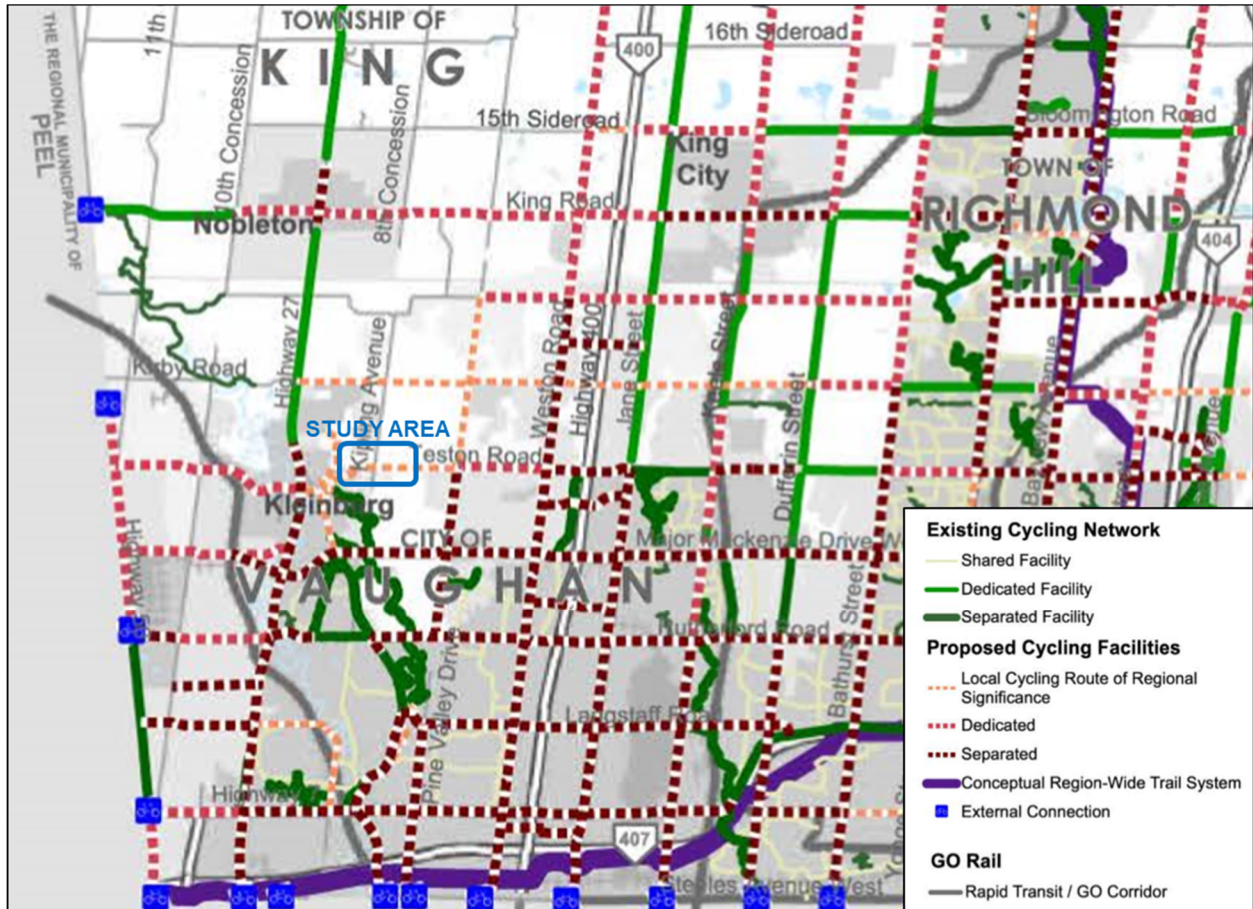 TOWNSHIP OF
KING
THE REGIONAL MUNICIPALITY OF
PEEL
11th
10th Concession
8th Concession
400
16th Sideroad
15th Sideroad
King
City
Bloomington Road
TOWN OF
RICHMOND
HILL
404
King Road
Nobleton
Highway 27
Kirby Road
Kipling Avenue
Weston Road
Highway 400
Jane Street
Keele Street
Dufferin Street
Bathurst Street
STUDY AREA
Teston Road
Kleinburg
CITY OF
VAUGHAN
Major Mackenzie Drive W
Rutherford Road
Pine Valley Drive
Langstaff Road
Highway 7
407
Steeles Avenue West
Existing Cycling Network
Shared Facility
Dedicated Facility
Separated Facility
Proposed Cycling Facilities
Local Cycling Route of Regional
Significance
Dedicated
Separated
Conceptual Region-Wide Trail System
External Connection
GO Rail
Rapid Transit / GO Corridor